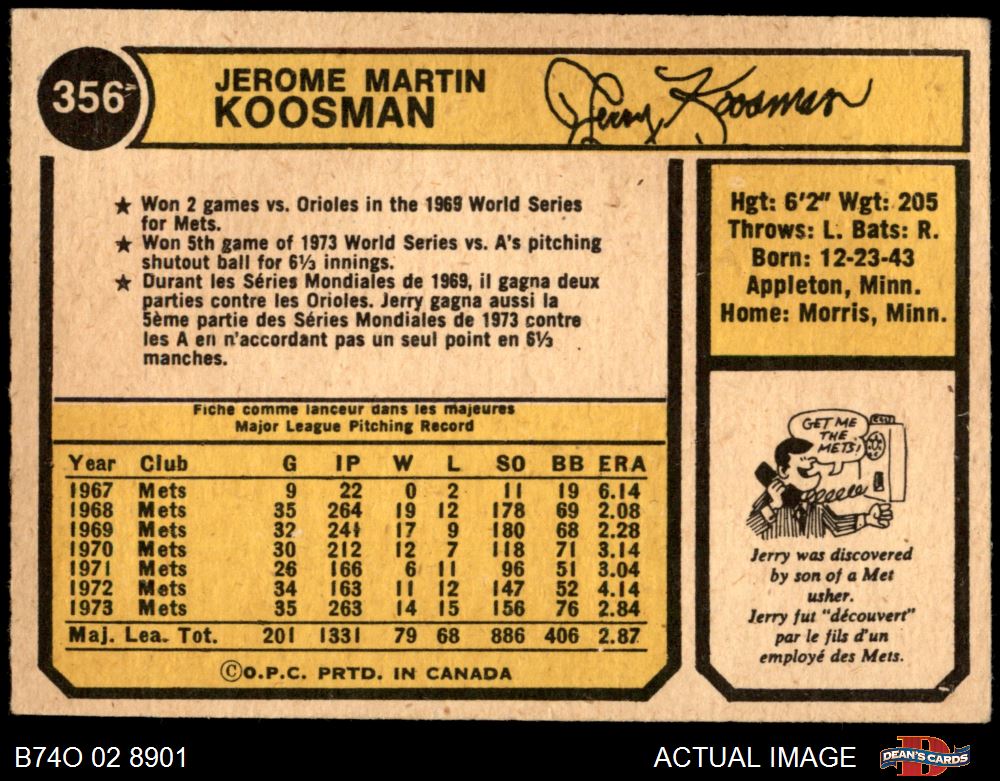 356
JEROME MARTIN
KOOSMAN
Jerry Koosman
★ Won 2 games vs. Orioles in the 1969 World Series
for Mets.
★ Won 5th game of 1973 World Series vs. A's pitching
shutout ball for 6⅓ innings.
★ Durant les Séries Mondiales de 1969, il gagna deux
parties contre les Orioles. Jerry gagna aussi la
5ème partie des Séries Mondiales de 1973 contre
les A en n'accordant pas un seul point en 6⅓
manches.
Hgt: 6'2" Wgt: 205
Throws: L. Bats: R.
Born: 12-23-43
Appleton, Minn.
Home: Morris, Minn.
Fiche comme lanceur dans les majeures
Major League Pitching Record
Year Club G IP W L SO BB ERA
1967 Mets 9 22 0 2 11 19 6.14
1968 Mets 35 264 19 12 178 69 2.08
1969 Mets 32 241 17 9 180 68 2.28
1970 Mets 30 212 12 7 118 71 3.14
1971 Mets 26 166 6 11 96 51 3.04
1972 Mets 34 163 11 12 147 52 4.14
1973 Mets 35 263 14 15 156 76 2.84
Maj. Lea. Tot. 201 1331 79 68 886 406 2.87
©O.P.C. PRTD. IN CANADA
GET ME
THE
METS!
Jerry was discovered
by son of a Met
usher.
Jerry fut "découvert"
par le fils d'un
employé des Mets.
B74O 02 8901
ACTUAL IMAGE
DEAN'S CARDS